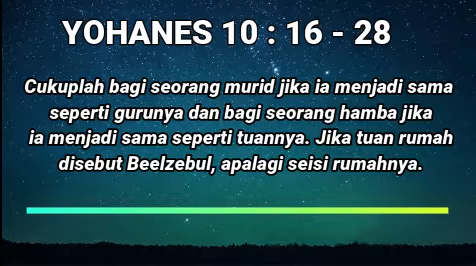 YOHANES 10 : 16 - 28
Cukuplah bagi seorang murid jika ia menjadi sama
seperti gurunya dan bagi seorang hamba jika
ia menjadi sama seperti tuannya. Jika tuan rumah
disebut Beelzebul, apalagi seisi rumahnya.